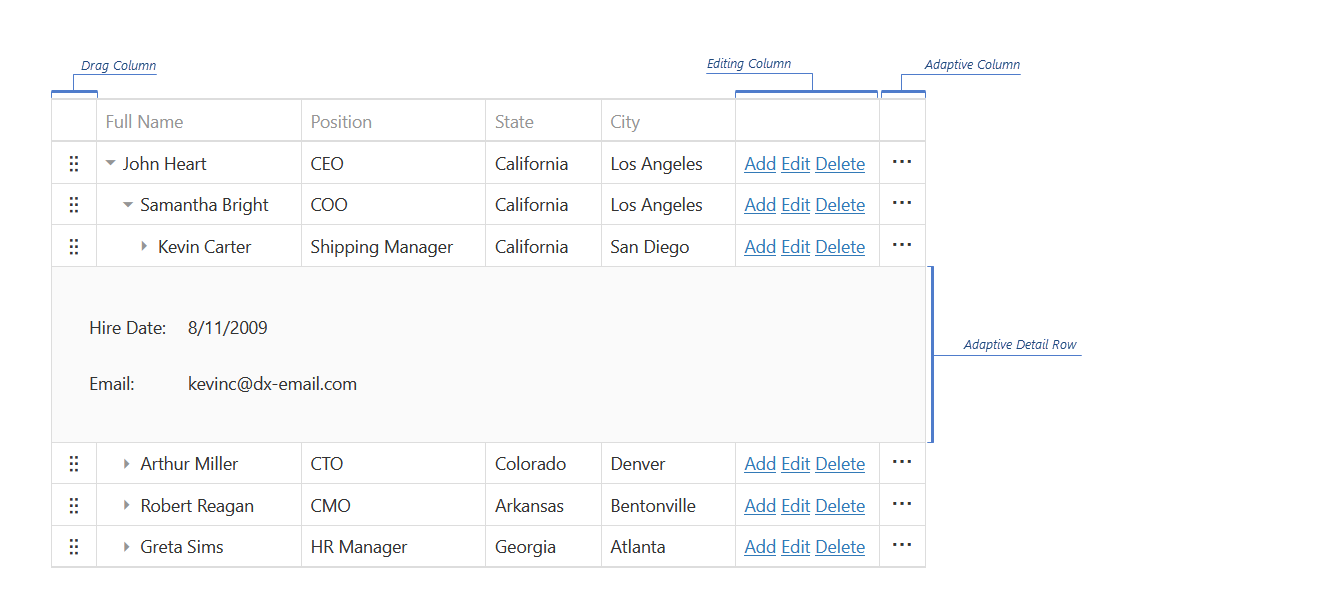 Drag Column Editing Column Adaptive Column
Full Name Position State City
John Heart CEO California Los Angeles Add Edit Delete ...
Samantha Bright COO California Los Angeles Add Edit Delete ...
Kevin Carter Shipping Manager California San Diego Add Edit Delete ...
Hire Date: 8/11/2009
Adaptive Detail Row
Email: kevinc@dx-email.com
Arthur Miller CTO Colorado Denver Add Edit Delete ...
Robert Reagan CMO Arkansas Bentonville Add Edit Delete ...
Greta Sims HR Manager Georgia Atlanta Add Edit Delete ...